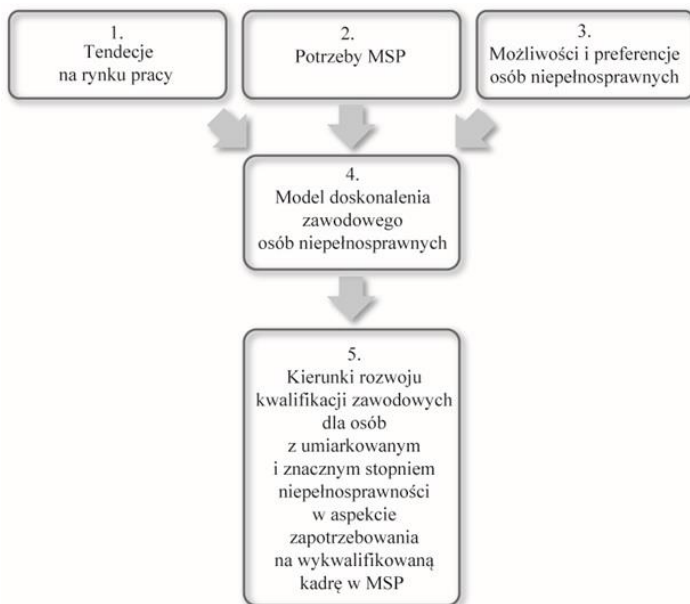 1.
Tendecje
na rynku pracy
2.
Potrzeby MSP
3.
Możliwości i preferencje
osób niepełnosprawnych
4.
Model doskonalenia
zawodowego
osób niepełnosprawnych
5.
Kierunki rozwoju
kwalifikacji zawodowych
dla osób
z umiarkowanym
i znacznym stopniem
niepełnosprawności
w aspekcie
zapotrzebowania
na wykwalifikowaną
kadrę w MSP